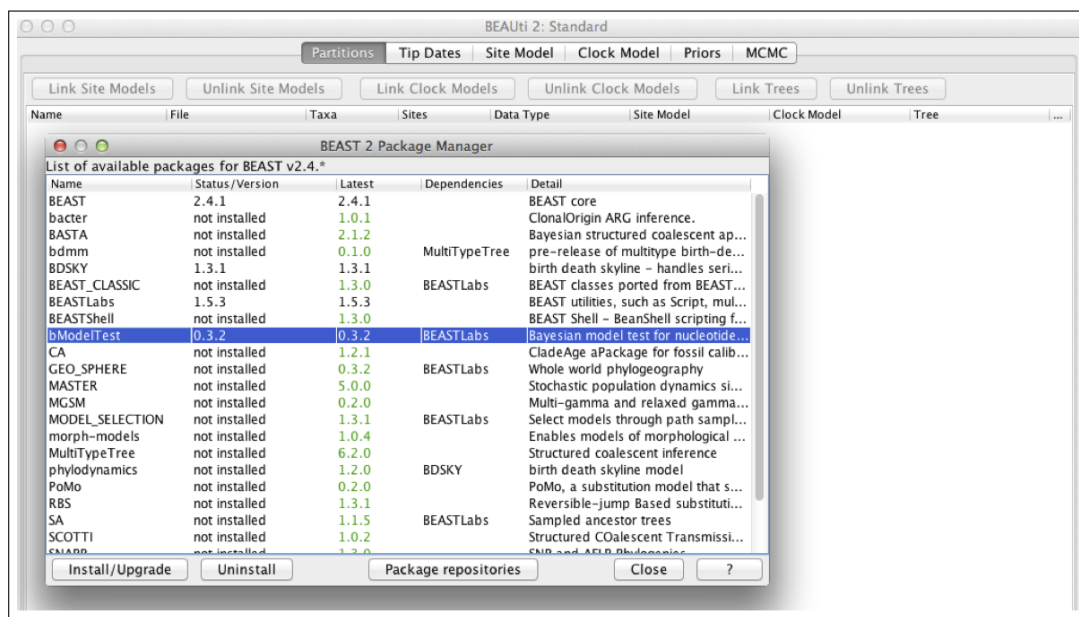 BEAUti 2: Standard
Partitions Tip Dates Site Model Clock Model Priors MCMC
Link Site Models Unlink Site Models Link Clock Models Unlink Clock Models Link Trees Unlink Trees
Name File Taxa Sites Data Type Site Model Clock Model Tree ...
BEAST 2 Package Manager
List of available packages for BEAST v2.4.*
Name Status/Version Latest Dependencies Detail
BEAST 2.4.1 2.4.1 BEAST core
bacter not installed 1.0.1 ClonalOrigin ARG inference.
BASTA not installed 2.1.2 Bayesian structured coalescent ap...
bdmm not installed 0.1.0 MultiTypeTree pre-release of multitype birth-de...
BDSKY 1.3.1 1.3.1 birth death skyline - handles seri...
BEAST_CLASSIC not installed 1.3.0 BEASTLabs BEAST classes ported from BEAST...
BEASTLabs 1.5.3 1.5.3 BEAST utilities, such as Script, mul...
BEASTShell not installed 1.3.0 BEAST Shell - BeanShell scripting f...
bModelTest 0.3.2 0.3.2 BEASTLabs Bayesian model test for nucleotide...
CA not installed 1.2.1 CladeAge aPackage for fossil calib...
GEO_SPHERE not installed 0.3.2 BEASTLabs Whole world phylogeography
MASTER not installed 5.0.0 Stochastic population dynamics si...
MGSM not installed 0.2.0 Multi-gamma and relaxed gamma...
MODEL_SELECTION not installed 1.3.1 BEASTLabs Select models through path sampl...
morph-models not installed 1.0.4 Enables models of morphological ...
MultiTypeTree not installed 6.2.0 Structured coalescent inference
phylodynamics not installed 1.2.0 BDSKY birth death skyline model
PoMo not installed 0.2.0 PoMo, a substitution model that s...
RBS not installed 1.3.1 Reversible-jump Based substituti...
SA not installed 1.1.5 BEASTLabs Sampled ancestor trees
SCOTTI not installed 1.0.2 Structured COalescent Transmissi...
SNAPP not installed 1.3.0 SNP and AFLP Phylogenies
Install/Upgrade Uninstall Package repositories Close ?